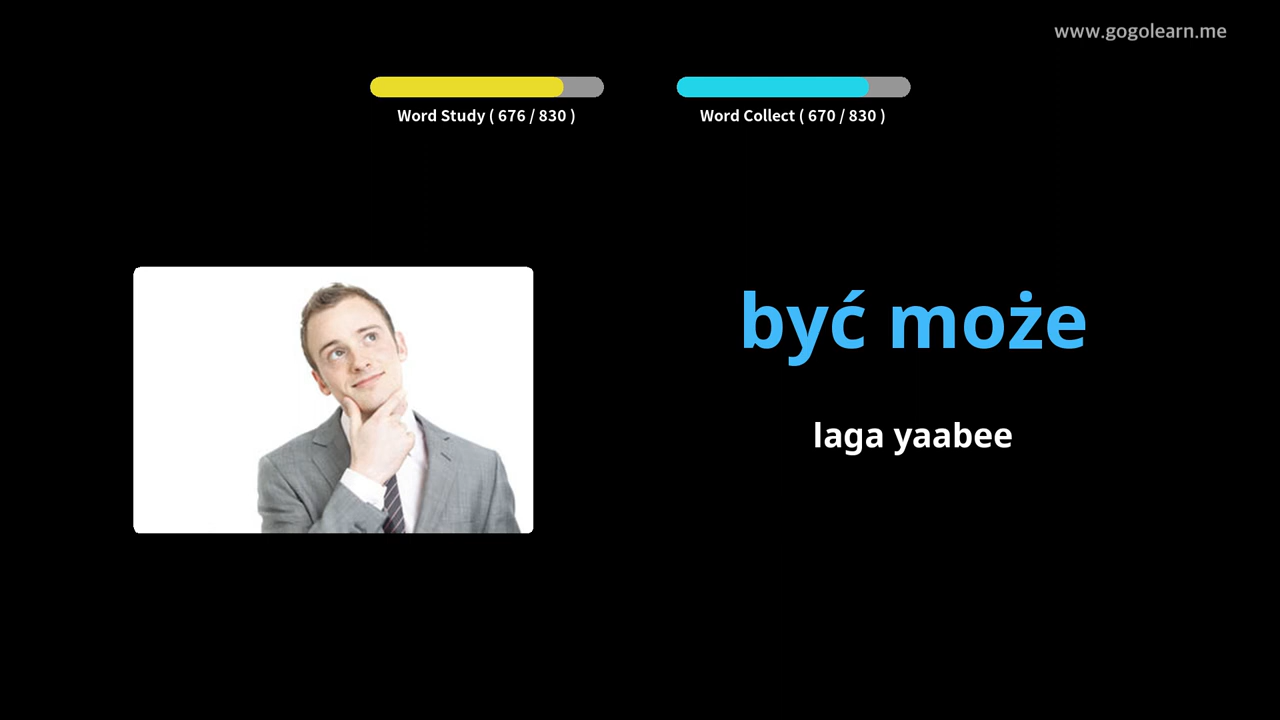 www.gogolearn.me
Word Study ( 676 / 830 )
Word Collect ( 670 / 830 )
być może
laga yaabee